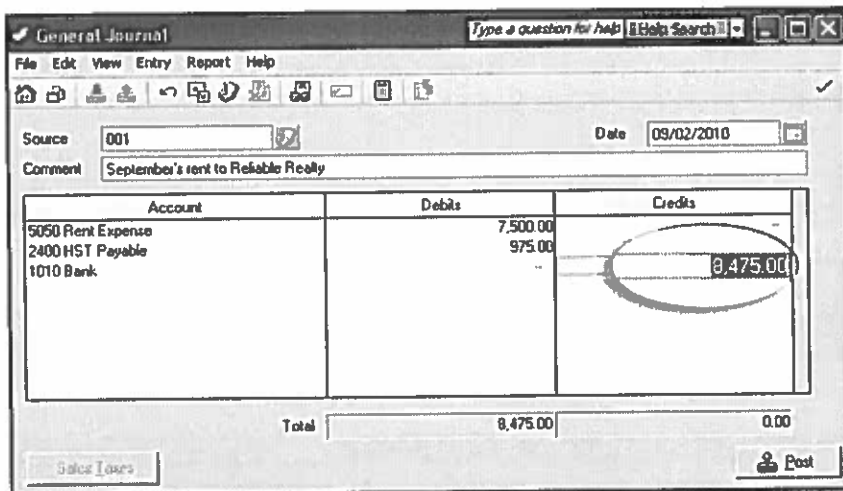 General Journal Type a question for help Help Search
File Edit View Entry Report Help
Source 001 Date 09/02/2010
Comment September's rent to Reliable Realty
Account Debits Credits
5050 Rent Expense 7,500.00 -
2400 HST Payable 975.00
1010 Bank - 8,475.00
Total 8,475.00 0.00
Sales Taxes Post